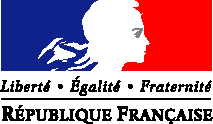 Liberté • Égalité • Fraternité
RÉPUBLIQUE FRANÇAISE